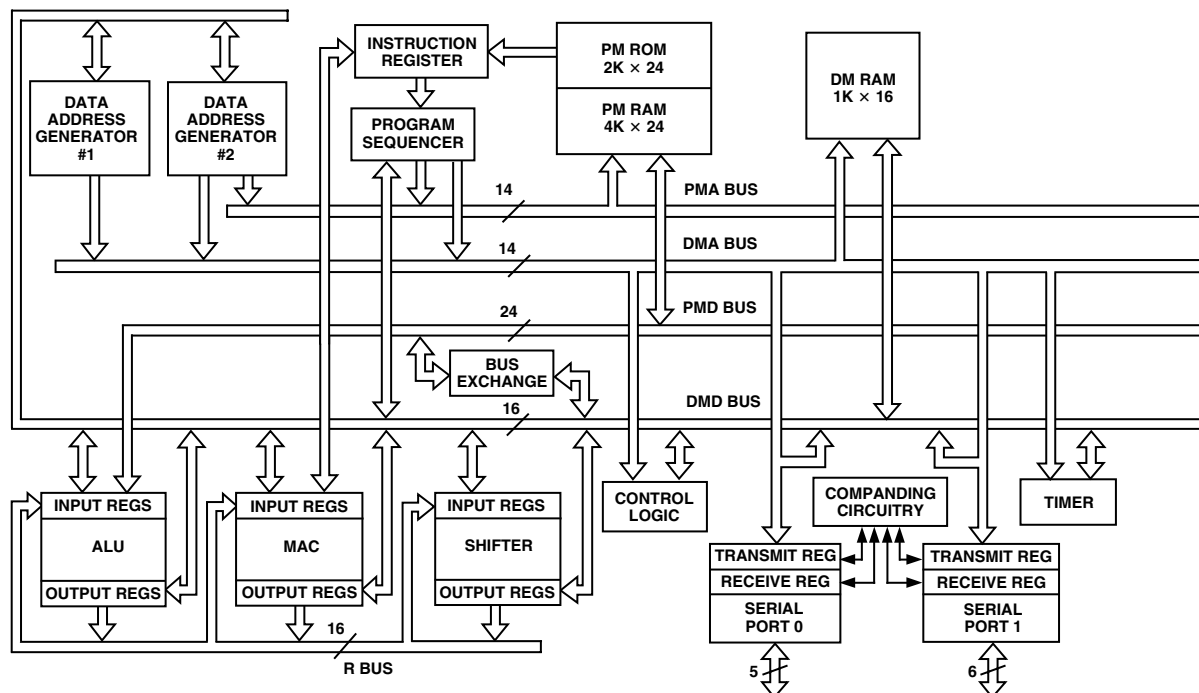 INSTRUCTION
REGISTER
PM ROM
2K × 24
PM RAM
4K × 24
DM RAM
1K × 16
DATA
ADDRESS
GENERATOR
#1
DATA
ADDRESS
GENERATOR
#2
PROGRAM
SEQUENCER
14
PMA BUS
14
DMA BUS
24
PMD BUS
BUS
EXCHANGE
16
DMD BUS
INPUT REGS
ALU
OUTPUT REGS
INPUT REGS
MAC
OUTPUT REGS
INPUT REGS
SHIFTER
OUTPUT REGS
16
R BUS
CONTROL
LOGIC
COMPANDING
CIRCUITRY
TIMER
TRANSMIT REG
RECEIVE REG
SERIAL
PORT 0
5
TRANSMIT REG
RECEIVE REG
SERIAL
PORT 1
6